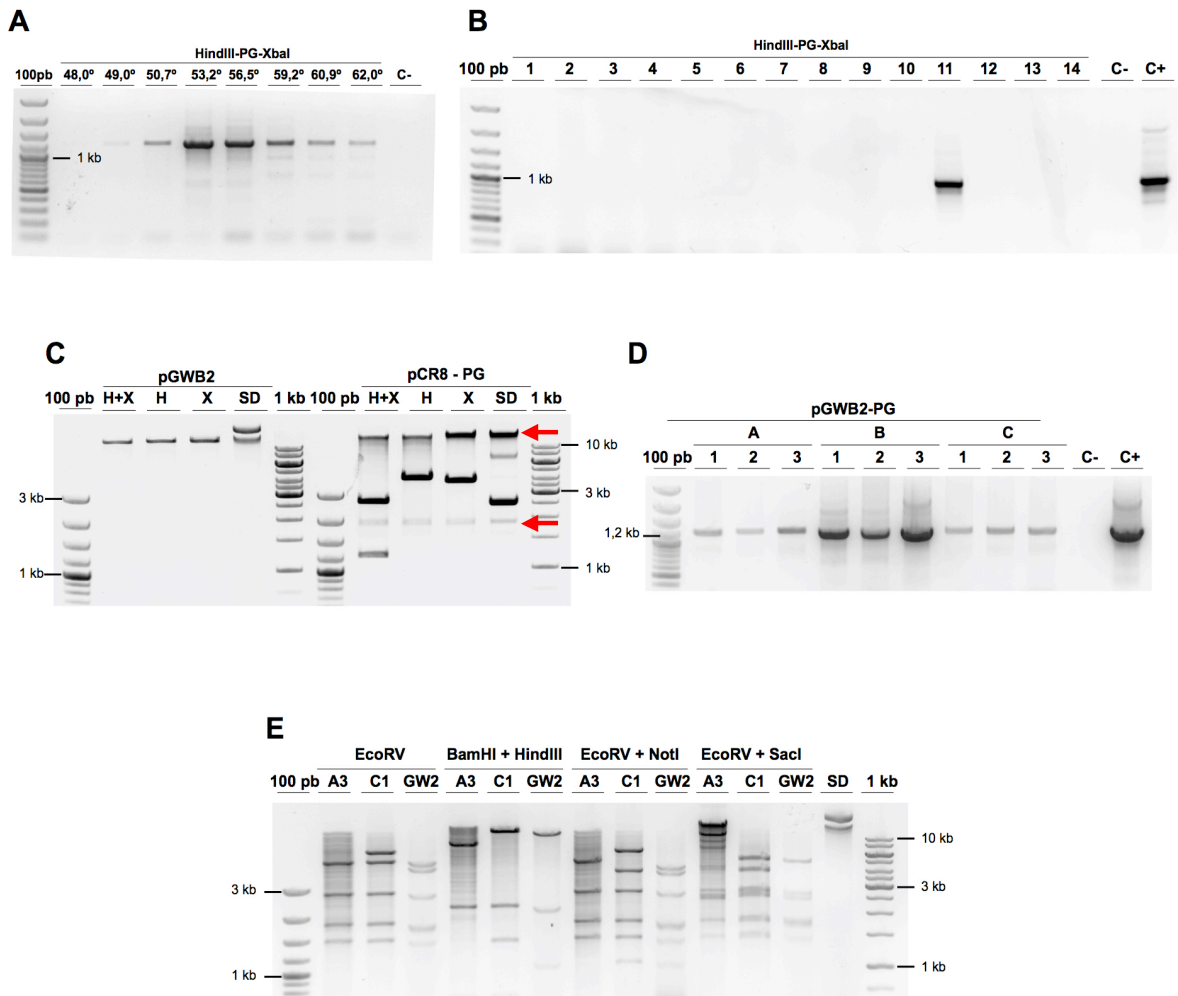 A
HindIII-PG-XbaI
100pb 48,0º 49,0º 50,7º 53,2º 56,5º 59,2º 60,9º 62,0º C-
1 kb
B
HindIII-PG-XbaI
100 pb 1 2 3 4 5 6 7 8 9 10 11 12 13 14 C- C+
1 kb
C
pGWB2 pCR8 - PG
100 pb H+X H X SD 1 kb 100 pb H+X H X SD 1 kb
10 kb
3 kb 3 kb
1 kb 1 kb
D
pGWB2-PG
A B C
100 pb 1 2 3 1 2 3 1 2 3 C- C+
1,2 kb
E
EcoRV BamHI + HindIII EcoRV + NotI EcoRV + SacI
100 pb A3 C1 GW2 A3 C1 GW2 A3 C1 GW2 A3 C1 GW2 SD 1 kb
10 kb
3 kb 3 kb
1 kb 1 kb